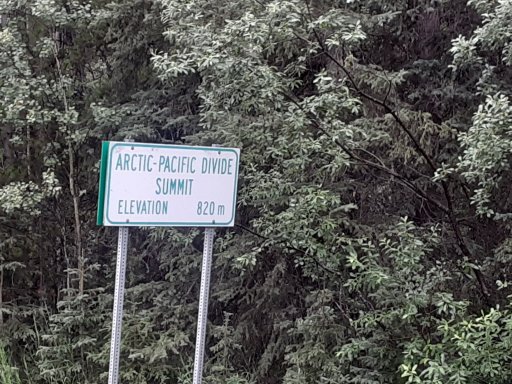 ARCTIC-PACIFIC DIVIDE
SUMMIT
ELEVATION 820 m